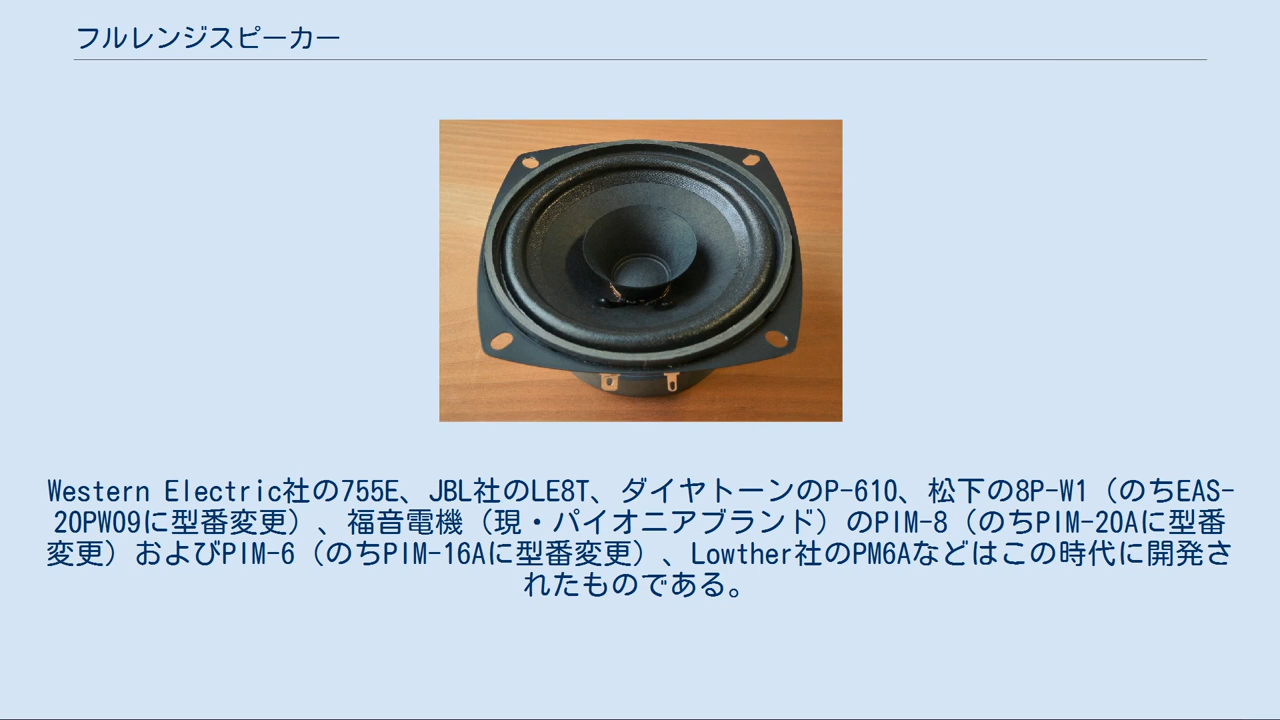 フルレンジスピーカー
Western Electric社の755E、JBL社のLE8T、ダイヤトーンのP-610、松下の8P-W1（のちEAS-
20PW09に型番変更）、福音電機（現・パイオニアブランド）のPIM-8（のちPIM-20Aに型番
変更）およびPIM-6（のちPIM-16Aに型番変更）、Lowther社のPM6Aなどはこの時代に開発さ
れたものである。